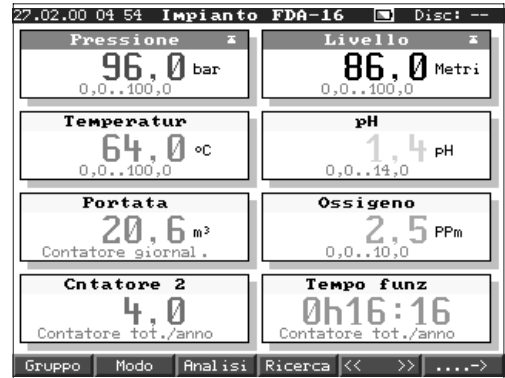 27.02.00 04 54 Impianto FDA-16 Disc: --
Pressione
96,0 bar
0,0..100,0
Livello
86,0 Metri
0,0..100,0
Temperatur
64,0 °C
0,0..100,0
pH
1,4 pH
0,0..14,0
Portata
20,6 m³
Contatore giornal.
Ossigeno
2,5 PPm
0,0..10,0
Cntatore 2
4,0
Contatore tot./anno
Tempo funz
0h16:16
Contatore tot./anno
Gruppo Modo Analisi Ricerca << >> ....->